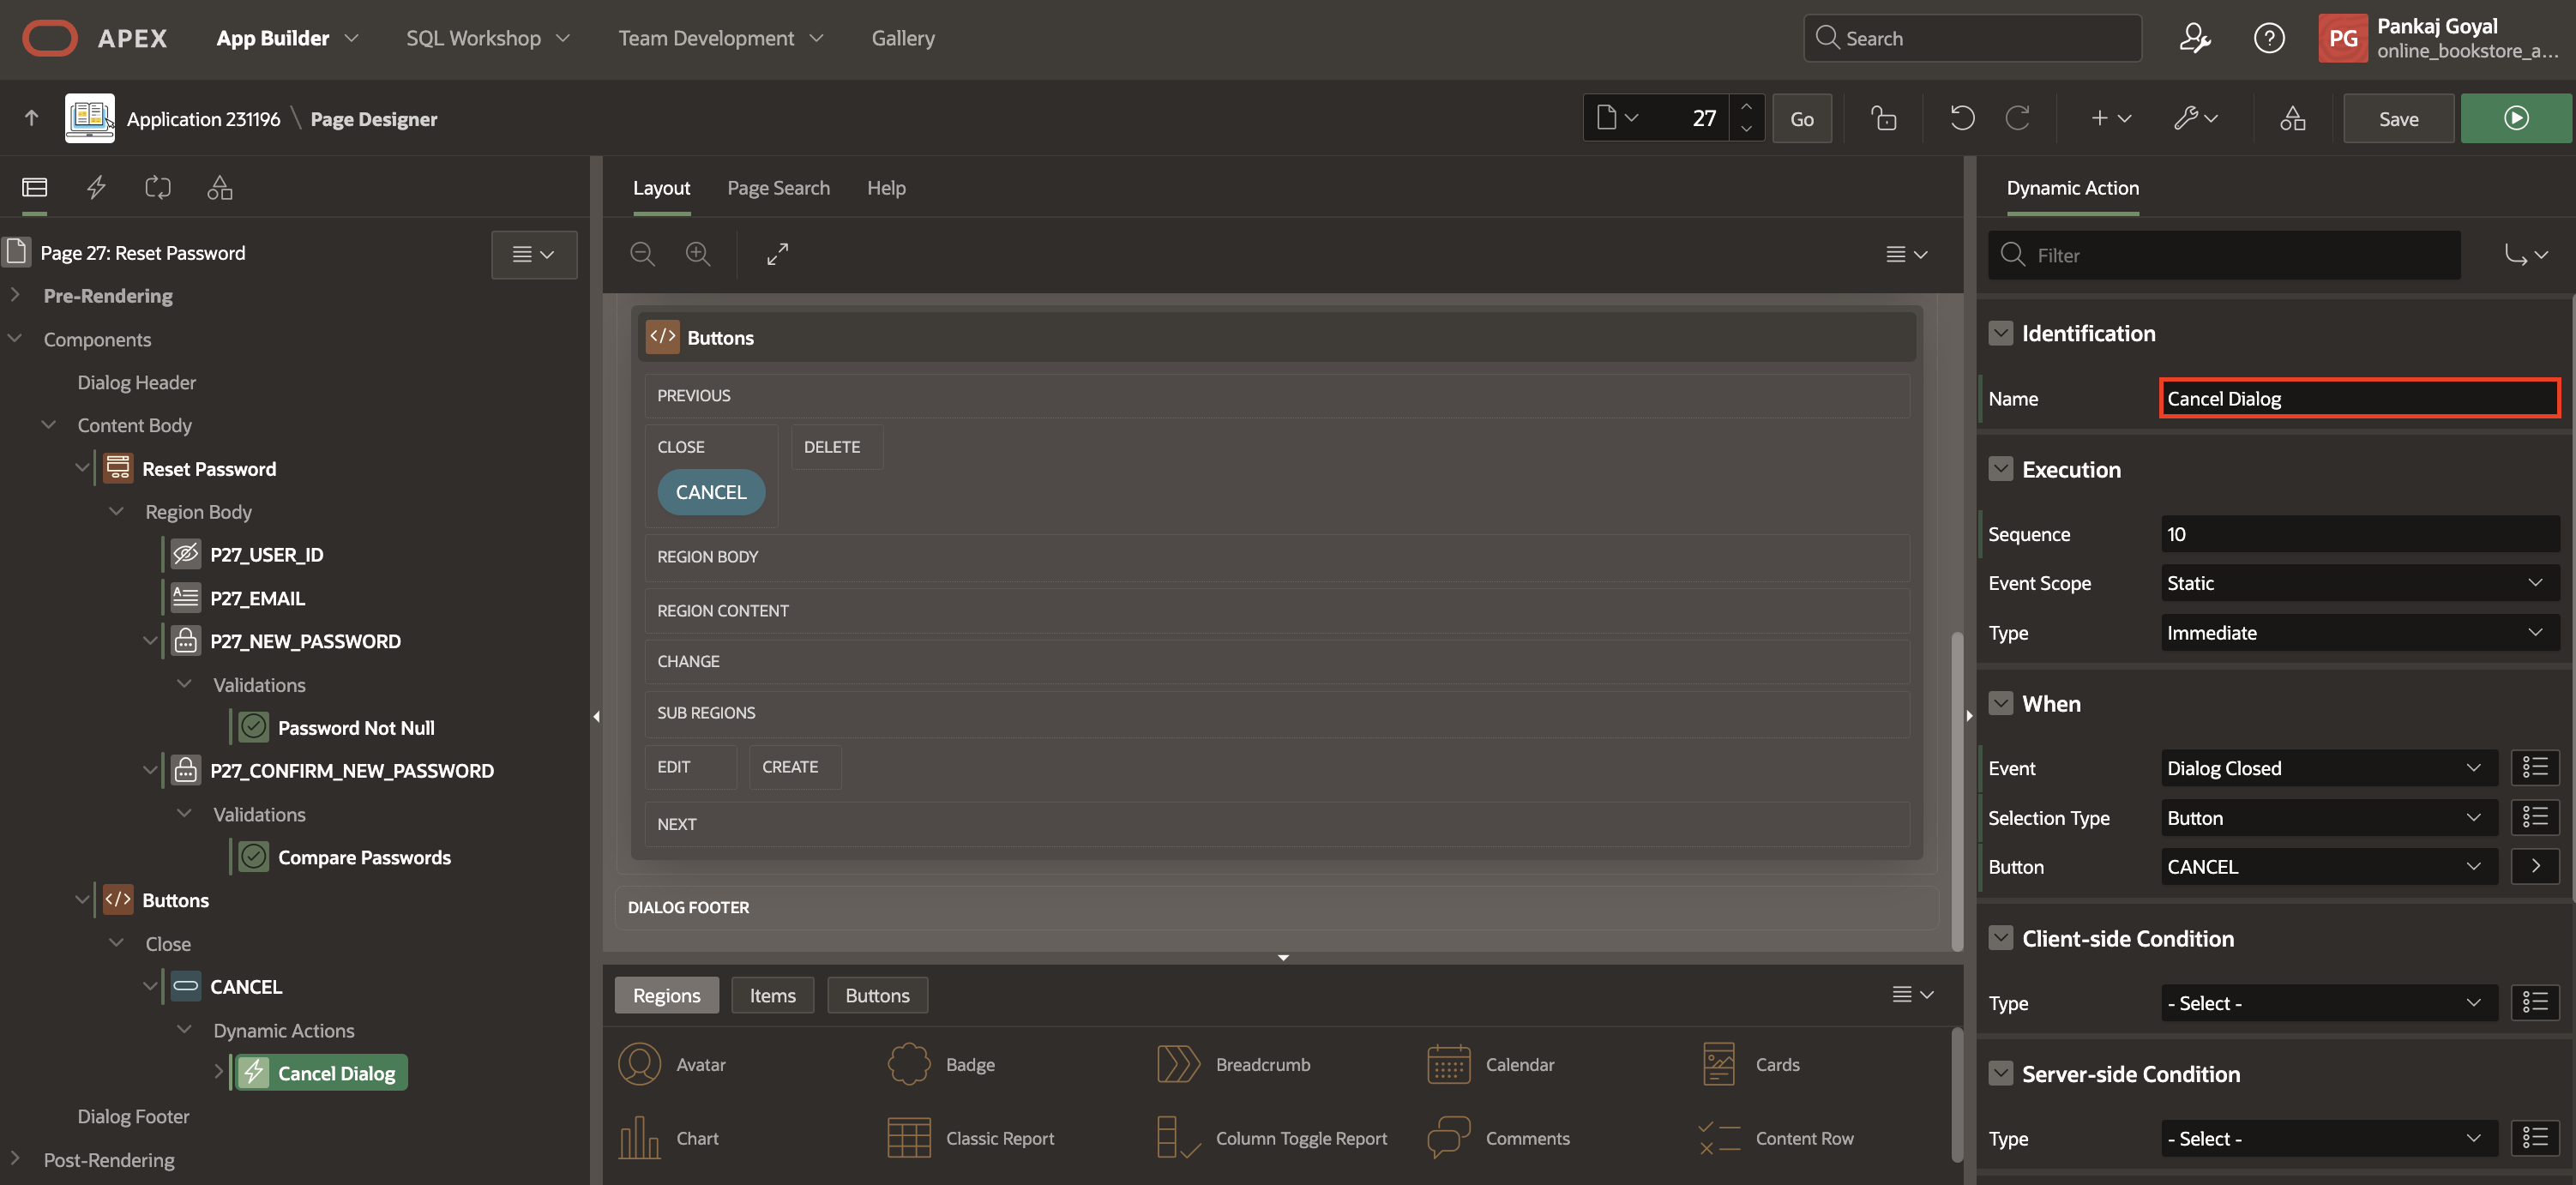 APEX App Builder SQL Workshop Team Development Gallery
Search
PG
Pankaj Goyal
online_bookstore_a...
Application 231196 \ Page Designer
27
Go
Save
Page 27: Reset Password
Pre-Rendering
Components
Dialog Header
Content Body
Reset Password
Region Body
P27_USER_ID
P27_EMAIL
P27_NEW_PASSWORD
Validations
Password Not Null
P27_CONFIRM_NEW_PASSWORD
Validations
Compare Passwords
Buttons
Close
CANCEL
Dynamic Actions
Cancel Dialog
Dialog Footer
Post-Rendering
Layout Page Search Help
Buttons
PREVIOUS
CLOSE DELETE
CANCEL
REGION BODY
REGION CONTENT
CHANGE
SUB REGIONS
EDIT CREATE
NEXT
DIALOG FOOTER
Regions Items Buttons
Avatar Badge Breadcrumb Calendar Cards
Chart Classic Report Column Toggle Report Comments Content Row
Dynamic Action
Filter
Identification
Name Cancel Dialog
Execution
Sequence 10
Event Scope Static
Type Immediate
When
Event Dialog Closed
Selection Type Button
Button CANCEL
Client-side Condition
Type - Select -
Server-side Condition
Type - Select -